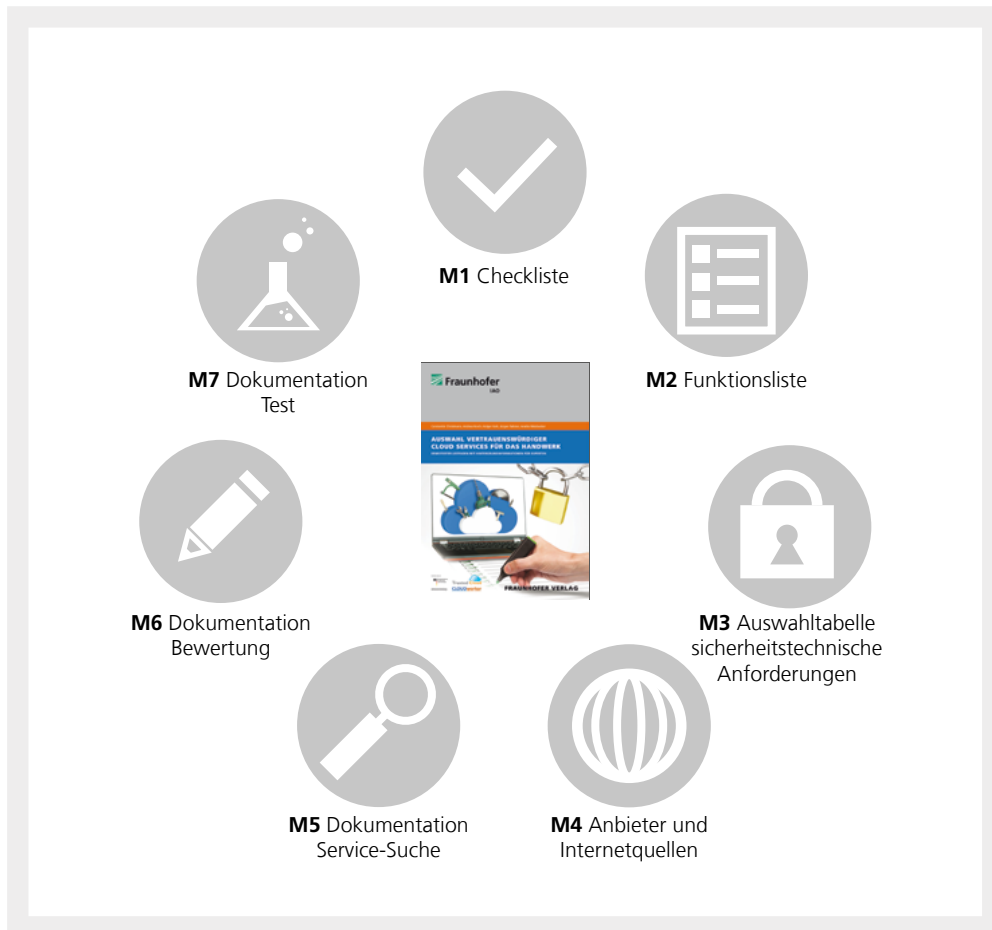 M1 Checkliste
M2 Funktionsliste
M3 Auswahltabelle
sicherheitstechnische
Anforderungen
M4 Anbieter und
Internetquellen
M5 Dokumentation
Service-Suche
M6 Dokumentation
Bewertung
M7 Dokumentation
Test
Fraunhofer
IAO
AUSWAHL VERTRAUENSWÜRDIGER
CLOUD SERVICES FÜR DAS HANDWERK
FRAUNHOFER VERLAG